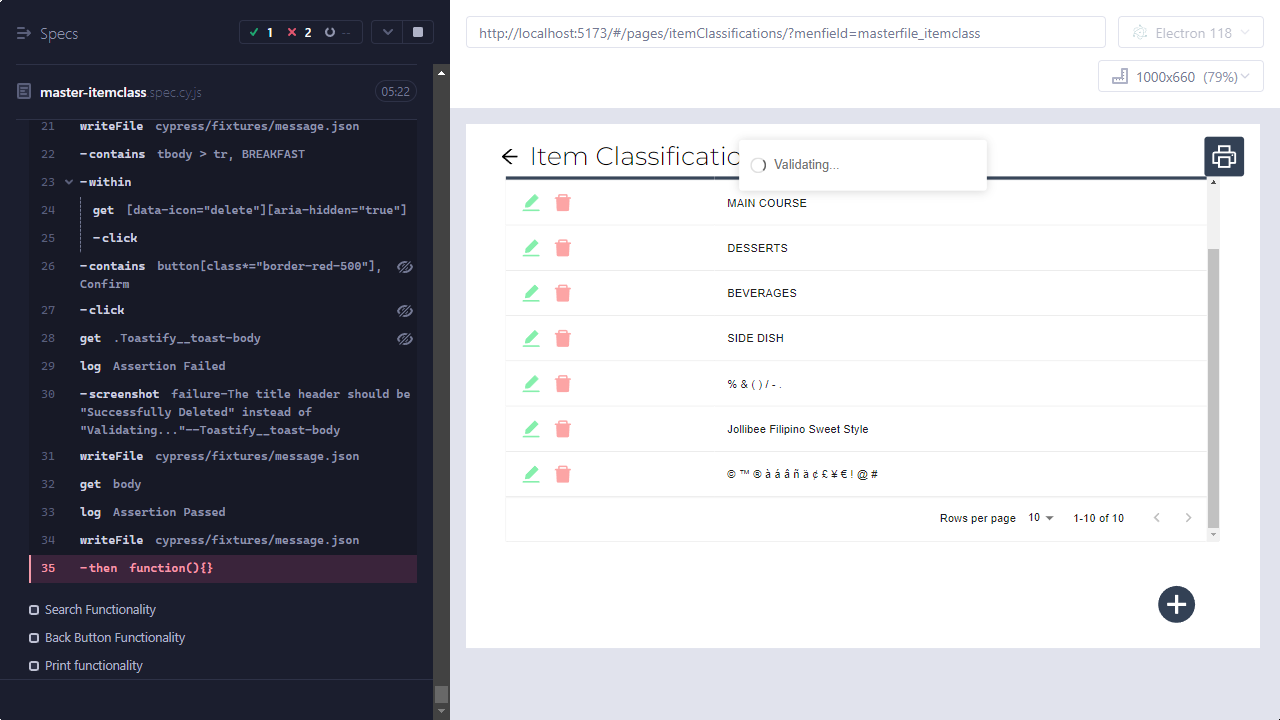 Specs
1
2
--
http://localhost:5173/#/pages/itemClassifications/?menfield=masterfile_itemclass
Electron 118
1000x660 (79%)
master-itemclass.spec.cy.js
05:22
21 writeFile cypress/fixtures/message.json
22 -contains tbody > tr, BREAKFAST
23 -within
24 get [data-icon="delete"][aria-hidden="true"]
25 -click
26 -contains button[class*="border-red-500"],
Confirm
27 -click
28 get .Toastify__toast-body
29 log Assertion Failed
30 -screenshot failure-The title header should be
"Successfully Deleted" instead of
"Validating..."--Toastify__toast-body
31 writeFile cypress/fixtures/message.json
32 get body
33 log Assertion Passed
34 writeFile cypress/fixtures/message.json
35 -then function(){}
Search Functionality
Back Button Functionality
Print functionality
Item Classificatio
Validating...
MAIN COURSE
DESSERTS
BEVERAGES
SIDE DISH
% & ( ) / - .
Jollibee Filipino Sweet Style
© ™ ® à á â ñ ä ¢ £ ¥ € ! @ #
Rows per page 10 1-10 of 10